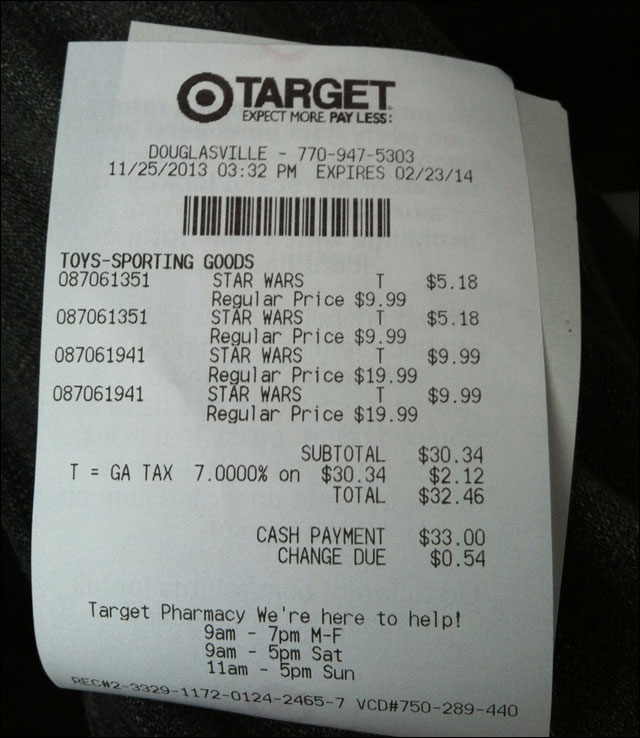 TARGET
EXPECT MORE. PAY LESS:
DOUGLASVILLE - 770-947-5303
11/25/2013 03:32 PM EXPIRES 02/23/14
TOYS-SPORTING GOODS
087061351 STAR WARS T $5.18
Regular Price $9.99
087061351 STAR WARS T $5.18
Regular Price $9.99
087061941 STAR WARS T $9.99
Regular Price $19.99
087061941 STAR WARS T $9.99
Regular Price $19.99
SUBTOTAL $30.34
T = GA TAX 7.0000% on $30.34 $2.12
TOTAL $32.46
CASH PAYMENT $33.00
CHANGE DUE $0.54
Target Pharmacy We're here to help!
9am - 7pm M-F
9am - 5pm Sat
11am - 5pm Sun
REC#2-3329-1172-0124-2465-7 VCD#750-289-440